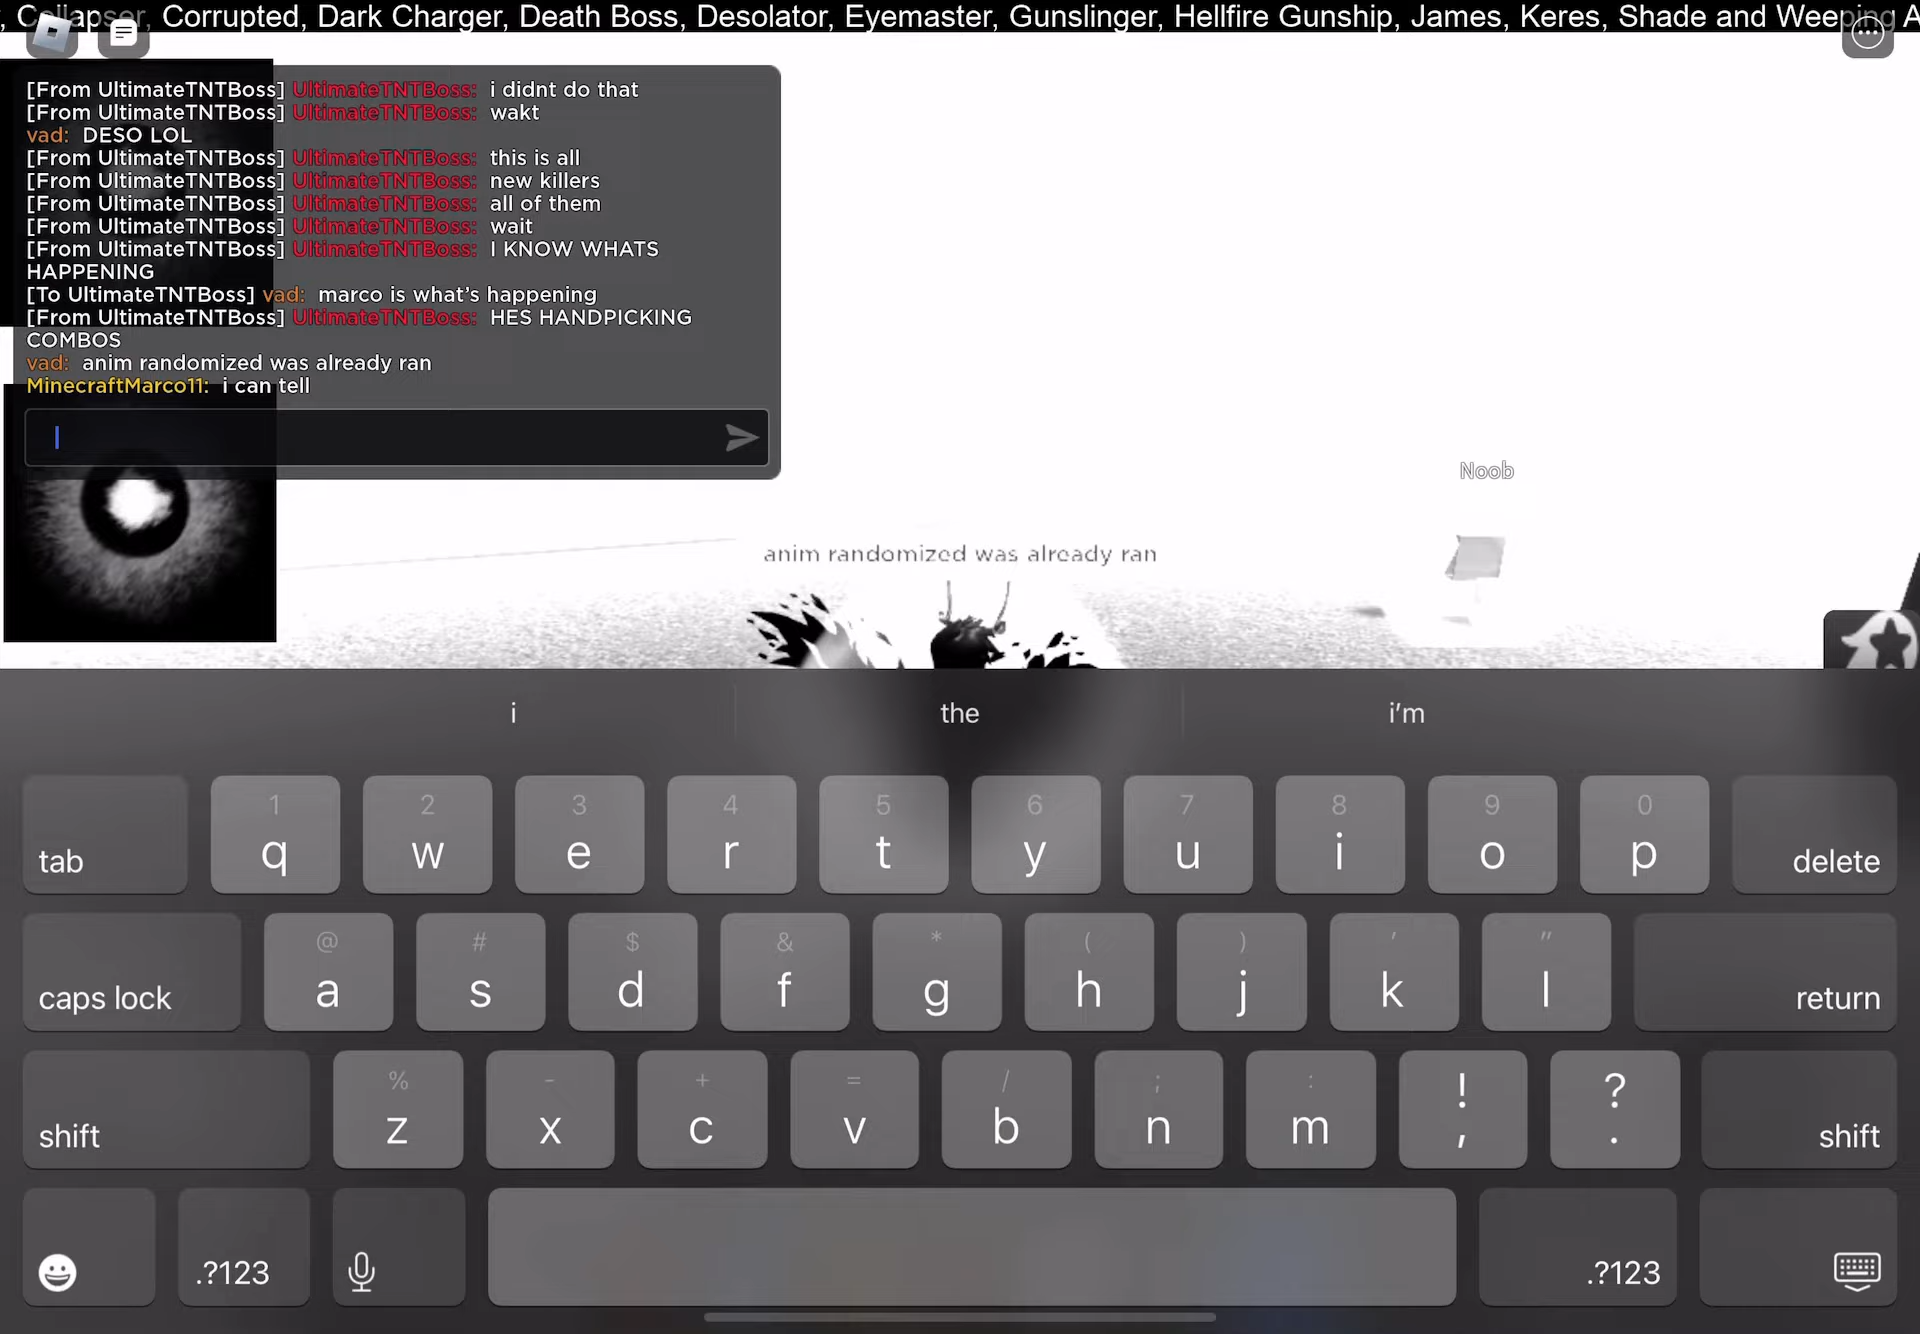 , Collapser, Corrupted, Dark Charger, Death Boss, Desolator, Eyemaster, Gunslinger, Hellfire Gunship, James, Keres, Shade and Weeping A
[From UltimateTNTBoss] UltimateTNTBoss: i didnt do that
[From UltimateTNTBoss] UltimateTNTBoss: wakt
vad: DESO LOL
[From UltimateTNTBoss] UltimateTNTBoss: this is all
[From UltimateTNTBoss] UltimateTNTBoss: new killers
[From UltimateTNTBoss] UltimateTNTBoss: all of them
[From UltimateTNTBoss] UltimateTNTBoss: wait
[From UltimateTNTBoss] UltimateTNTBoss: I KNOW WHATS
HAPPENING
[To UltimateTNTBoss] vad: marco is what’s happening
[From UltimateTNTBoss] UltimateTNTBoss: HES HANDPICKING
COMBOS
vad: anim randomized was already ran
MinecraftMarco11: i can tell
Noob
anim randomized was already ran
i the i’m
1 2 3 4 5 6 7 8 9 0
tab q w e r t y u i o p delete
@ # $ & * ( ) ' "
caps lock a s d f g h j k l return
% - + = / ; : ! ?
shift z x c v b n m , . shift
.?123 .?123